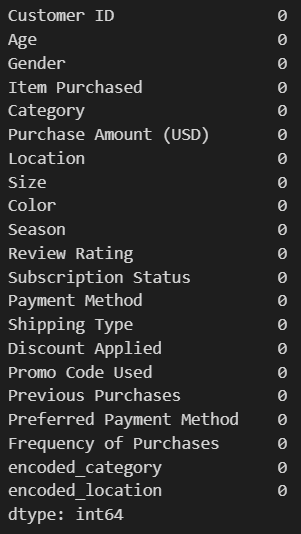 Customer ID 0
Age 0
Gender 0
Item Purchased 0
Category 0
Purchase Amount (USD) 0
Location 0
Size 0
Color 0
Season 0
Review Rating 0
Subscription Status 0
Payment Method 0
Shipping Type 0
Discount Applied 0
Promo Code Used 0
Previous Purchases 0
Preferred Payment Method 0
Frequency of Purchases 0
encoded_category 0
encoded_location 0
dtype: int64